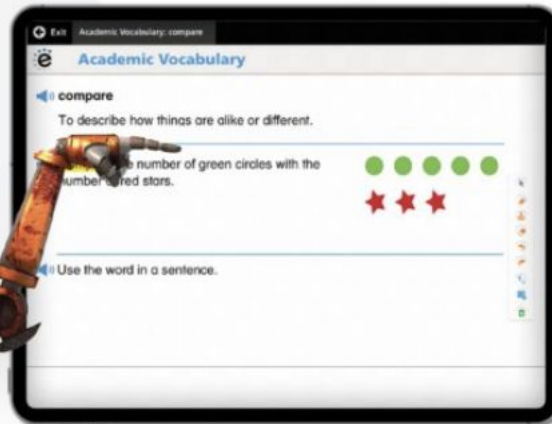 Exit Academic Vocabulary: compare
e Academic Vocabulary
compare
To describe how things are alike or different.
number of green circles with the
red stars.
Use the word in a sentence.